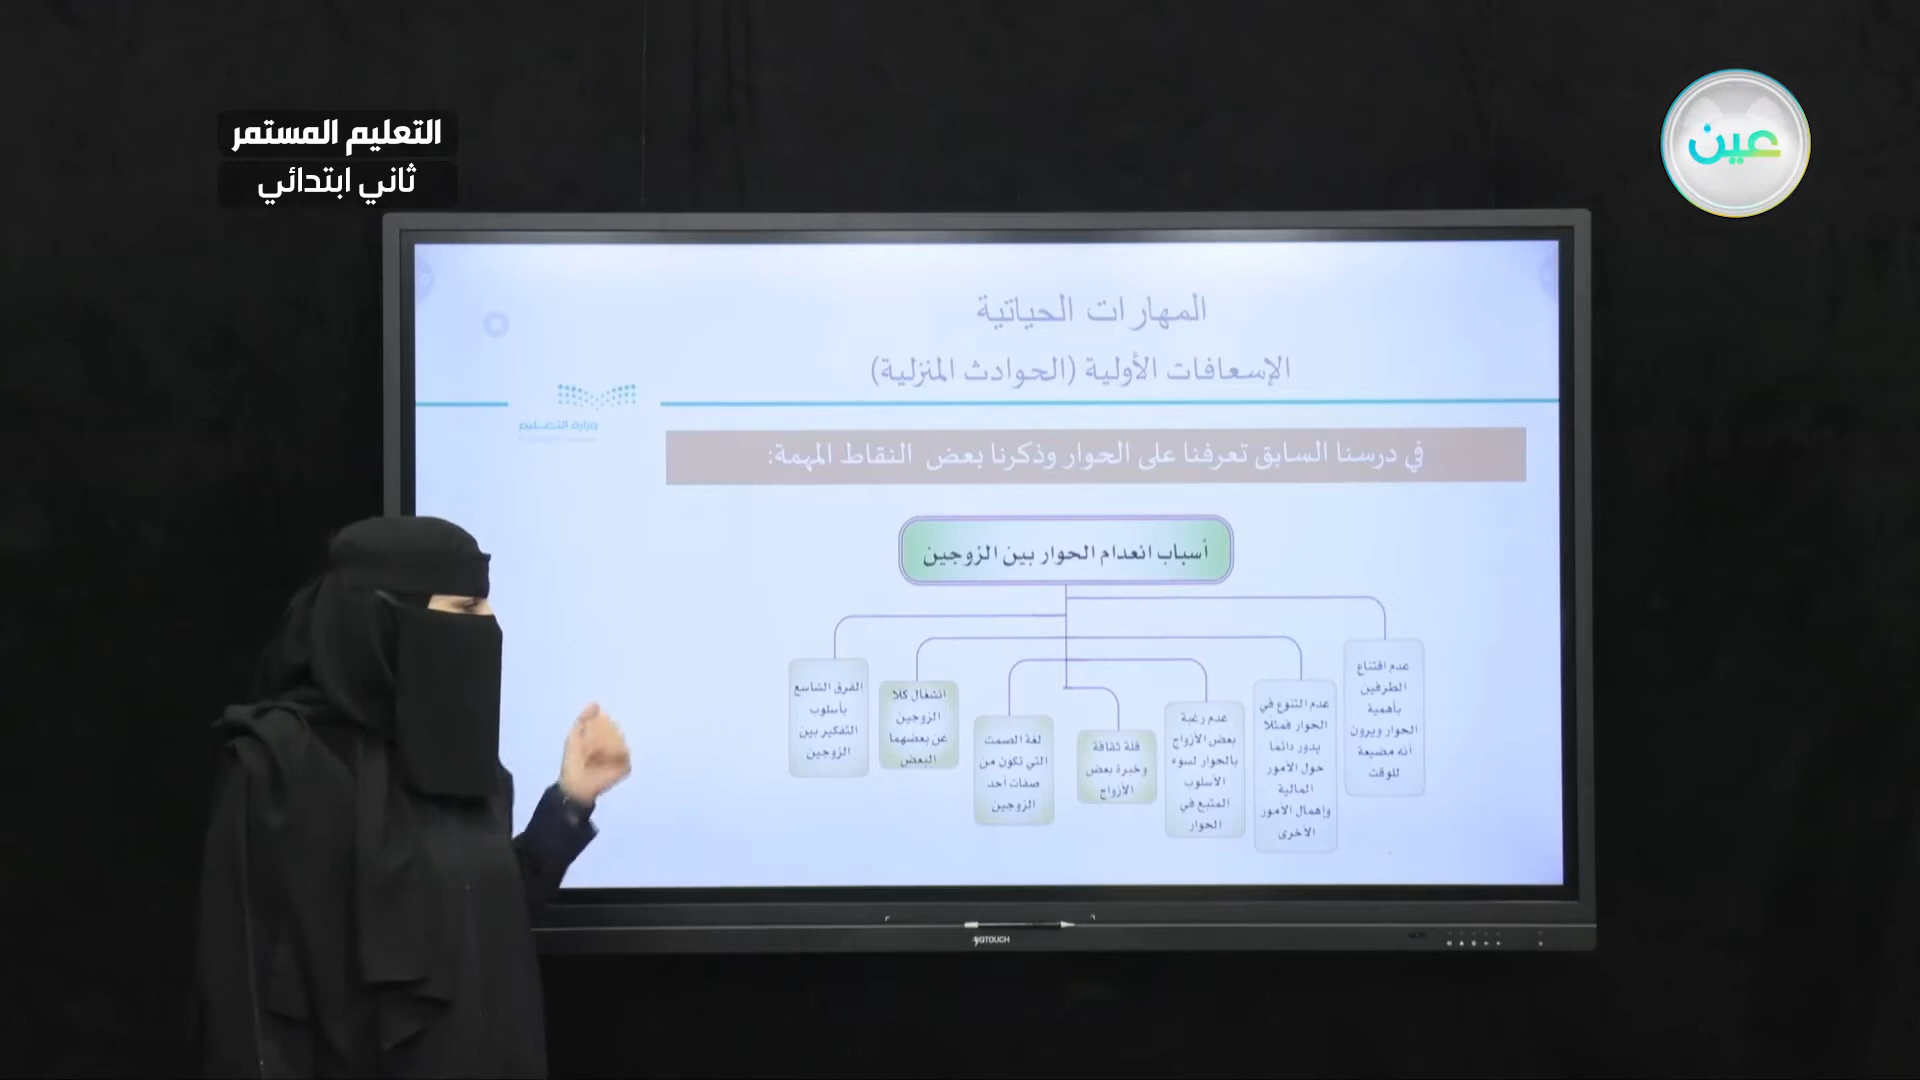 التعليم المستمر
ثاني ابتدائي
عين
المهارات الحياتية
الإسعافات الأولية (الحوادث المنزلية)
وزارة التعليم
في درسنا السابق تعرفنا على الحوار وذكرنا بعض النقاط المهمة:
أسباب انعدام الحوار بين الزوجين
عدم اقتناع
الطرفين
بأهمية
الحوار ويرون
أنه مضيعة
للوقت
عدم التنوع في
الحوار فمثلا
يدور دائما
حول الأمور
المالية
وإهمال الأمور
الأخرى
عدم رغبة
بعض الأزواج
بالحوار لسوء
الأسلوب
المتبع في
الحوار
قلة ثقافة
وخبرة بعض
الأزواج
لغة الصمت
التي تكون من
صفات أحد
الزوجين
انشغال كلا
الزوجين
عن بعضهما
البعض
الفرق الشاسع
بأسلوب
التفكير بين
الزوجين